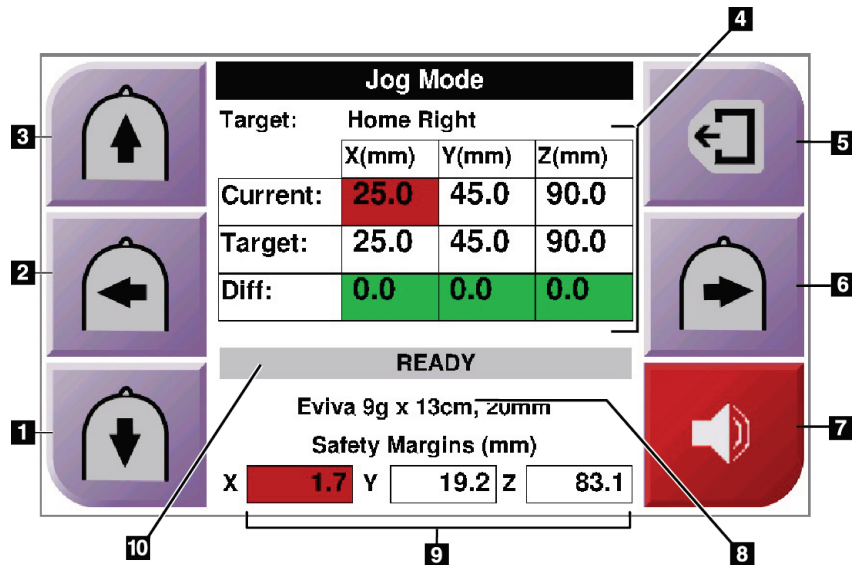 4
Jog Mode
Target: Home Right
X(mm) Y(mm) Z(mm)
Current: 25.0 45.0 90.0
Target: 25.0 45.0 90.0
Diff: 0.0 0.0 0.0
READY
Eviva 9g x 13cm, 20mm
Safety Margins (mm)
X 1.7 Y 19.2 Z 83.1
3
2
1
5
6
7
10
9
8